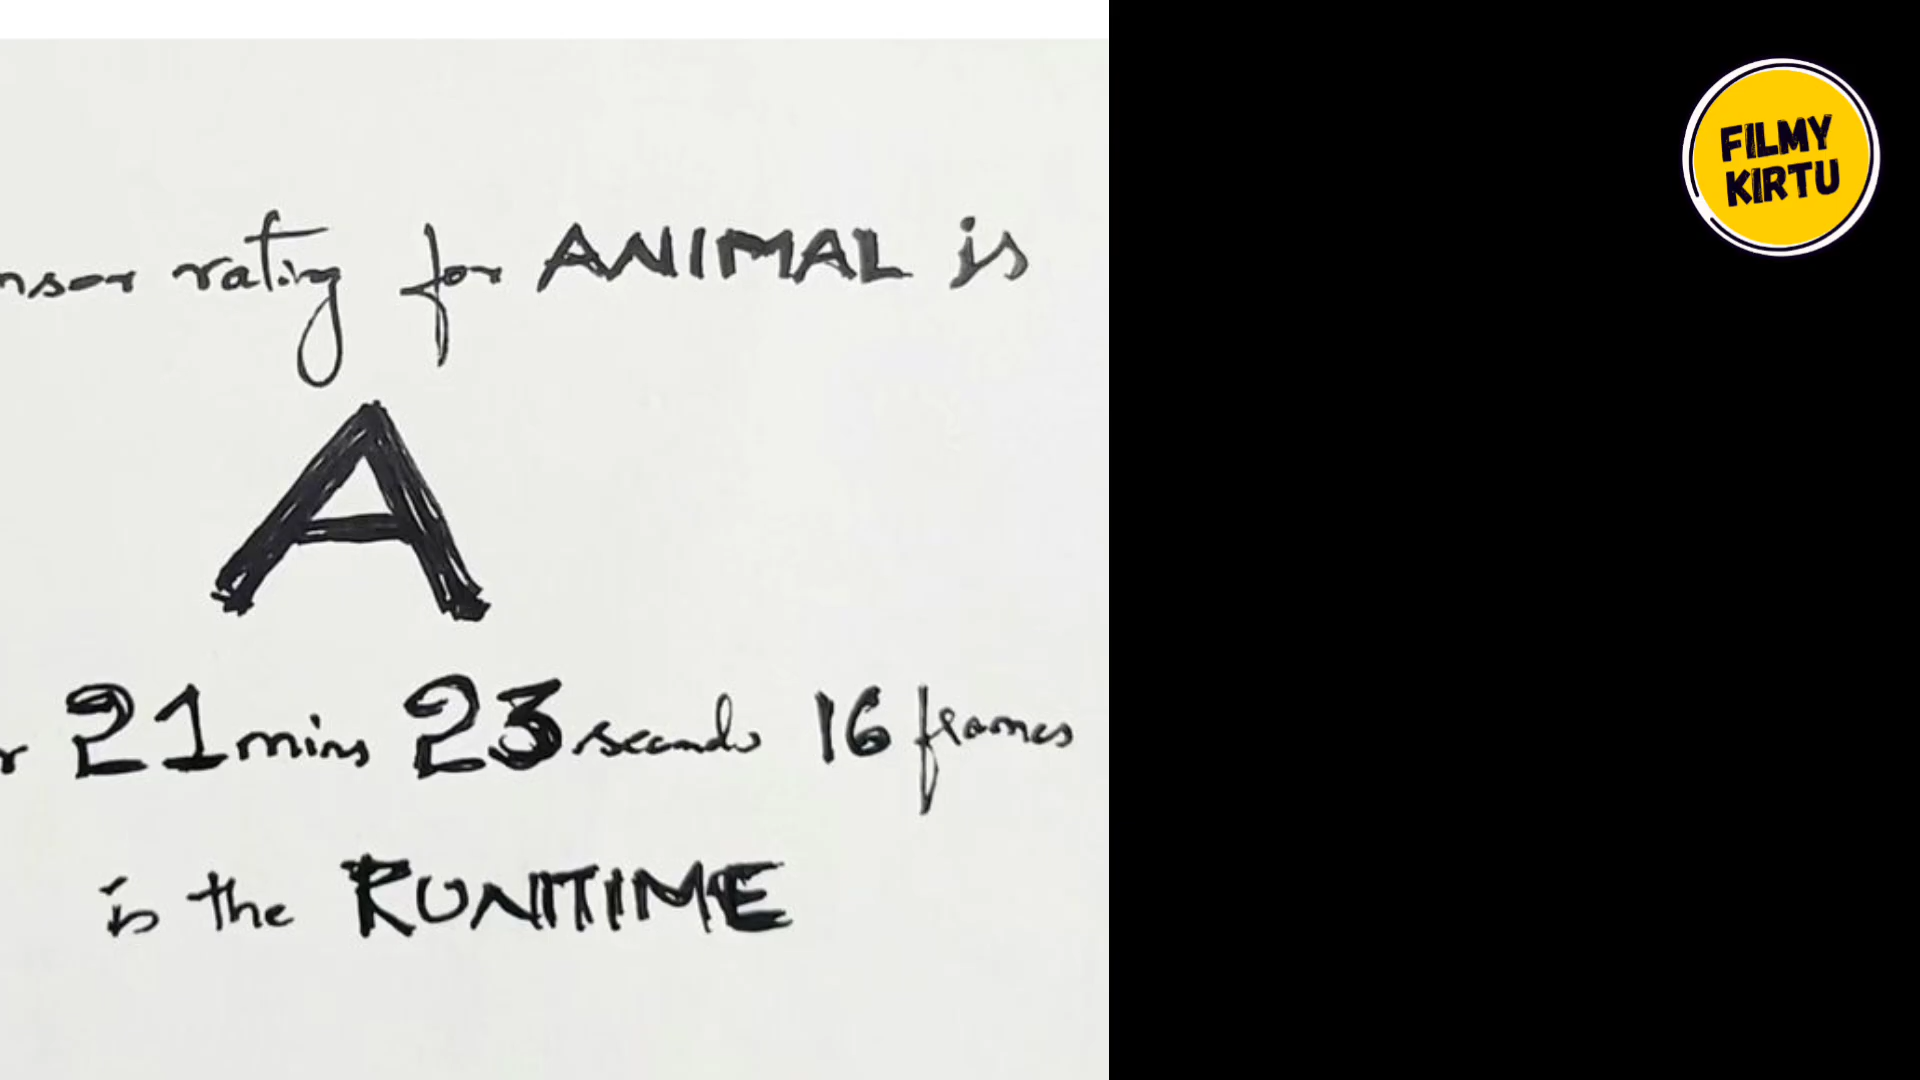 nsor rating for ANIMAL is
A
r 21 mins 23 seconds 16 frames
is the RUNTIME
FILMY
KIRTU